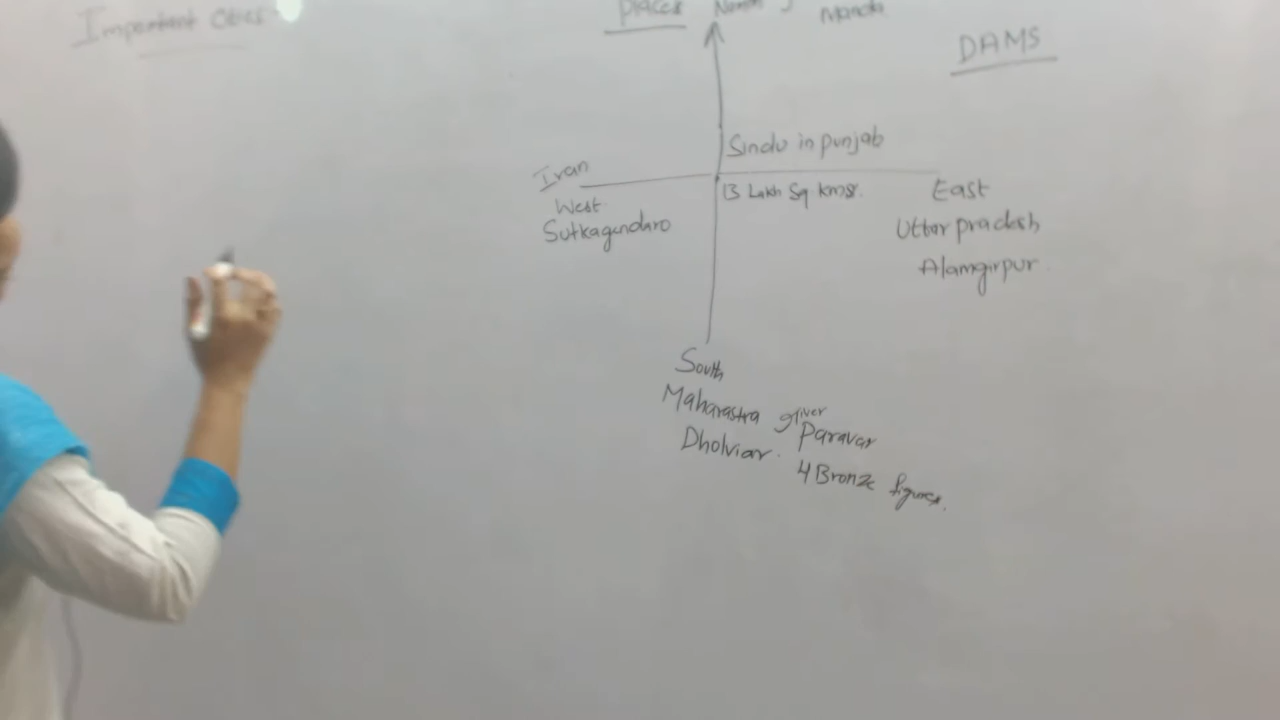 Important Cities
Places
Manda
DAMS
Sindu in punjab
Iran
13 Lakh Sq kms.
East
West
Sutkagendaro
Uttar pradesh
Alamgirpur
South
Maharastra river
Paravar
Dholviar.
4 Bronze figures.